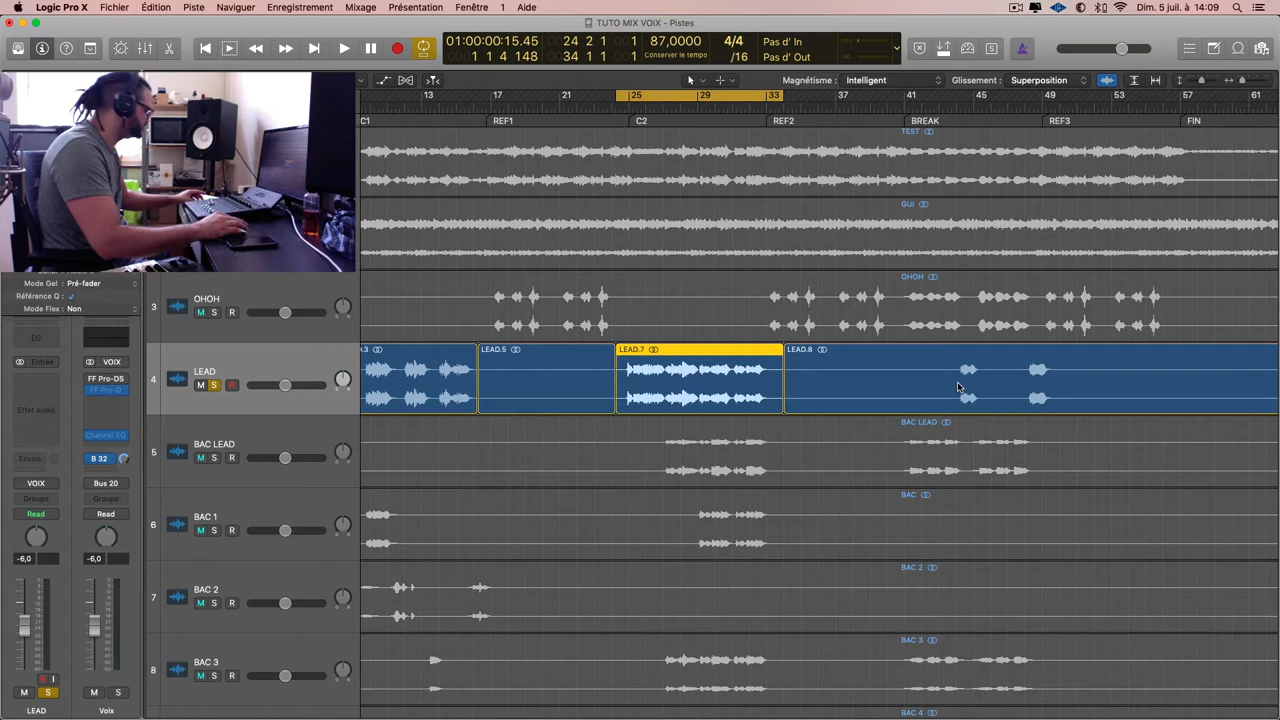 Logic Pro X Fichier Édition Piste Naviguer Enregistrement Mixage Présentation Fenêtre 1 Aide Dim. 5 juil. à 14:09
TUTO MIX VOIX - Pistes
01:00:00:15.45 24 2 1 1 87,0000 4/4 Pas d' In
1 1 4 148 34 1 1 1 Conserver le tempo /16 Pas d'Out
Magnétisme : Intelligent Glissement : Superposition
13 17 21 25 29 33 37 41 45 49 53 57 61
C1 REF1 C2 REF2 BREAK REF3 FIN
TEST
GUI
OHOH
Mode Gel : Pré-fader
Référence Q : ✓
Mode Flex : Non
3 OHOH
M S R
EG
Entrée VOIX
FF Pro-DS
FF Pro-Q
Effet audio
Channel EQ
Envois B 32
VOIX Bus 20
Groupe Groupe
Read Read
-6,0 -6,0
R I
M S M S
LEAD Voix
.3 LEAD.5 LEAD.7 LEAD.8
4 LEAD
M S R
BAC LEAD
5 BAC LEAD
M S R
BAC
6 BAC 1
M S R
BAC 2
7 BAC 2
M S R
BAC 3
8 BAC 3
M S R
BAC 4